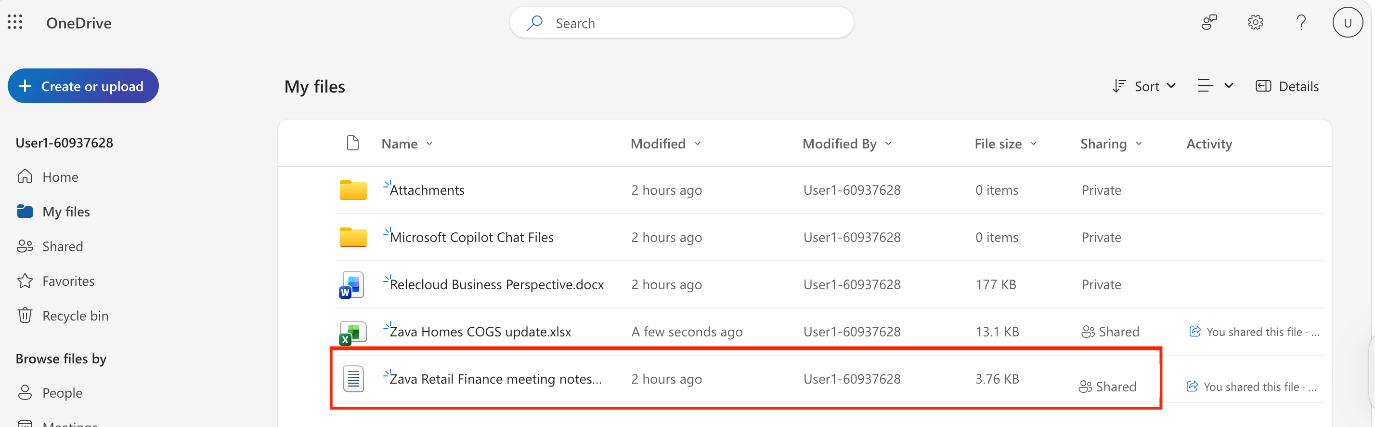 OneDrive
Search
U
Create or upload
My files
Sort
Details
User1-60937628
Home
My files
Shared
Favorites
Recycle bin
Browse files by
People
Name Modified Modified By File size Sharing Activity
Attachments 2 hours ago User1-60937628 0 items Private
Microsoft Copilot Chat Files 2 hours ago User1-60937628 0 items Private
W Relecloud Business Perspective.docx 2 hours ago User1-60937628 177 KB Private
X Zava Homes COGS update.xlsx A few seconds ago User1-60937628 13.1 KB Shared You shared this file · ...
Zava Retail Finance meeting notes... 2 hours ago User1-60937628 3.76 KB Shared You shared this file · ...